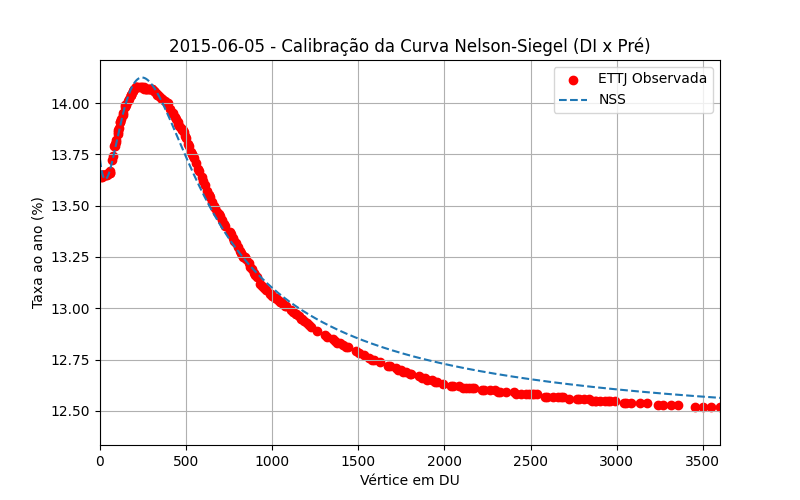 2015-06-05 - Calibração da Curva Nelson-Siegel (DI x Pré)
ETTJ Observada
NSS
Taxa ao ano (%)
14.00
13.75
13.50
13.25
13.00
12.75
12.50
0 500 1000 1500 2000 2500 3000 3500
Vértice em DU